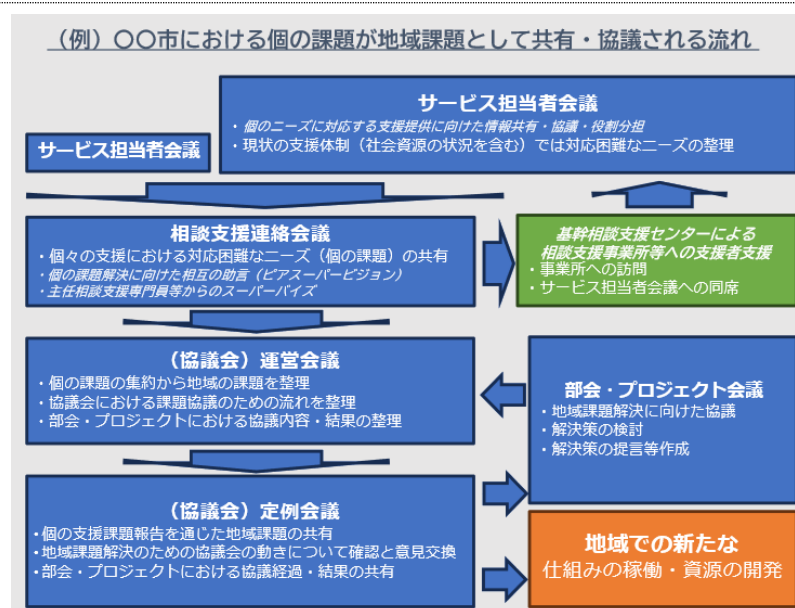 （例）〇〇市における個の課題が地域課題として共有・協議される流れ
サービス担当者会議
サービス担当者会議
・個のニーズに対応する支援提供に向けた情報共有・協議・役割分担
・現状の支援体制（社会資源の状況を含む）では対応困難なニーズの整理
相談支援連絡会議
・個々の支援における対応困難なニーズ（個の課題）の共有
・個の課題解決に向けた相互の助言（ピアスーパービジョン）
・主任相談支援専門員等からのスーパーバイズ
基幹相談支援センターによる
相談支援事業所等への支援者支援
・事業所への訪問
・サービス担当者会議への同席
（協議会）運営会議
・個の課題の集約から地域の課題を整理
・協議会における課題協議のための流れを整理
・部会・プロジェクトにおける協議内容・結果の整理
部会・プロジェクト会議
・地域課題解決に向けた協議
・解決策の検討
・解決策の提言等作成
（協議会）定例会議
・個の支援課題報告を通じた地域課題の共有
・地域課題解決のための協議会の動きについて確認と意見交換
・部会・プロジェクトにおける協議経過・結果の共有
地域での新たな
仕組みの稼働・資源の開発